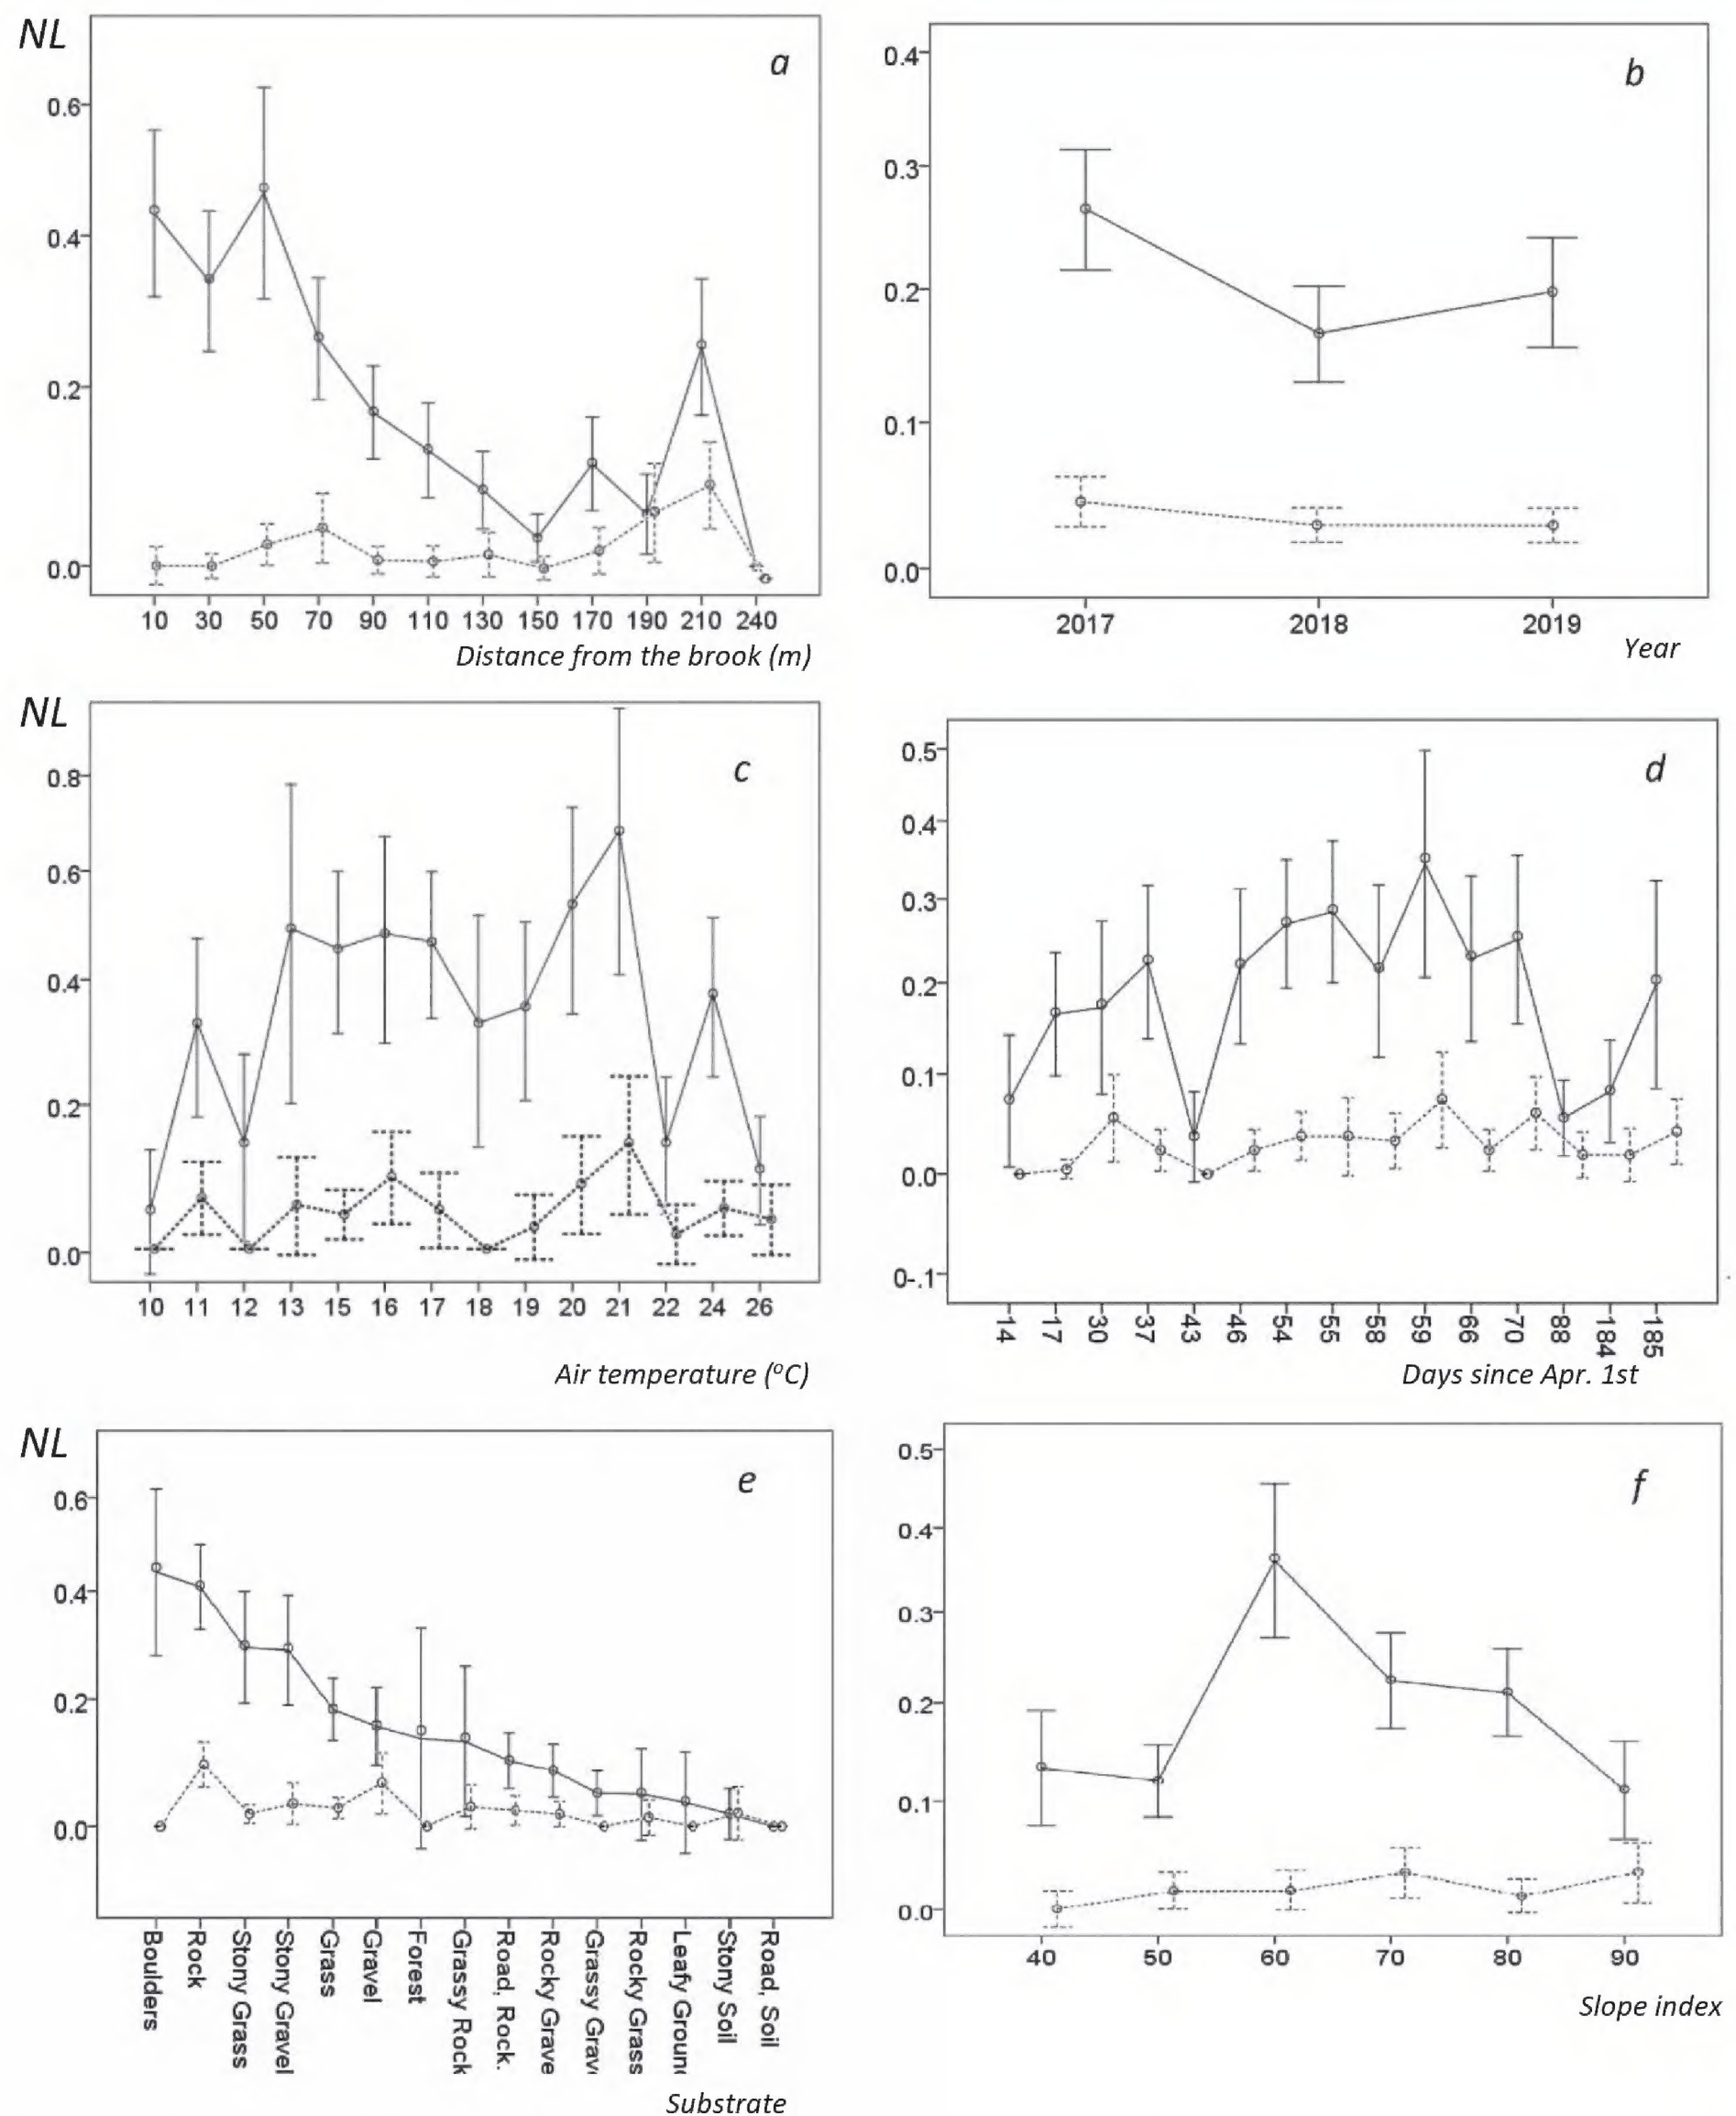 NL
a
0.6
0.4
0.2
0.0
10 30 50 70 90 110 130 150 170 190 210 240
Distance from the brook (m)
b
0.4
0.3
0.2
0.1
0.0
2017 2018 2019
Year
NL
c
0.8
0.6
0.4
0.2
0.0
10 11 12 13 15 16 17 18 19 20 21 22 24 26
Air temperature (°C)
d
0.5
0.4
0.3
0.2
0.1
0.0
0-.1
14 17 30 37 43 46 54 55 58 59 66 70 88 184 185
Days since Apr. 1st
NL
e
0.6
0.4
0.2
0.0
Boulders
Rock
Stony Grass
Stony Gravel
Grass
Gravel
Forest
Grassy Rock
Road, Rock.
Rocky Grave
Grassy Grav
Rocky Grass
Leafy Groun
Stony Soil
Road, Soil
Substrate
f
0.5
0.4
0.3
0.2
0.1
0.0
40 50 60 70 80 90
Slope index